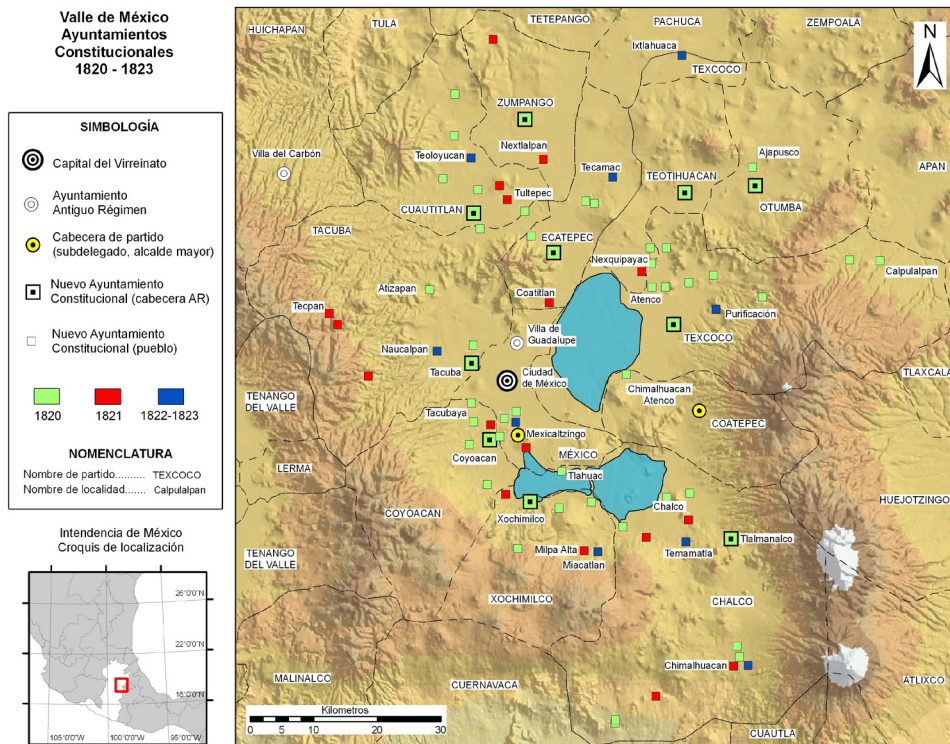 Valle de México
Ayuntamientos
Constitucionales
1820 - 1823
SIMBOLOGÍA
Capital del Virreinato
Ayuntamiento
Antiguo Régimen
Cabecera de partido
(subdelegado, alcalde mayor)
Nuevo Ayuntamiento
Constitucional (cabecera AR)
Nuevo Ayuntamiento
Constitucional (pueblo)
1820
1821
1822-1823
NOMENCLATURA
Nombre de partido.......... TEXCOCO
Nombre de localidad....... Calpulalpan
Intendencia de México
Croquis de localización
26°0'0"N
22°0'0"N
18°0'0"N
105°0'0"W
100°0'0"W
95°0'0"W
HUICHAPAN
TULA
TETEPANGO
PACHUCA
ZEMPOALA
N
Ixtlahuaca
TEXCOCO
ZUMPANGO
Villa del Carbón
Teoloyucan
Nextlalpan
Tecamac
Ajapusco
APAN
TEOTIHUACAN
Tultepec
OTUMBA
CUAUTITLAN
TACUBA
ECATEPEC
Nexquipayac
Calpulalpan
Atizapan
Coatitlan
Atenco
Tecpan
Purificación
Villa de
Guadalupe
TEXCOCO
Naucalpan
Tacuba
Ciudad
de México
Chimalhuacan
Atenco
TLAXCALA
TENANGO
DEL VALLE
Tacubaya
Mexicaltzingo
COATEPEC
Coyoacan
MÉXICO
LERMA
Tlahuac
HUEJOTZINGO
COYOACAN
Xochimilco
Chalco
Tlalmanalco
TENANGO
DEL VALLE
Milpa Alta
Miacatlan
Temamatla
XOCHIMILCO
CHALCO
Chimalhuacan
MALINALCO
CUERNAVACA
ATLIXCO
Kilometros
0 5 10 20 30
CUAUTLA